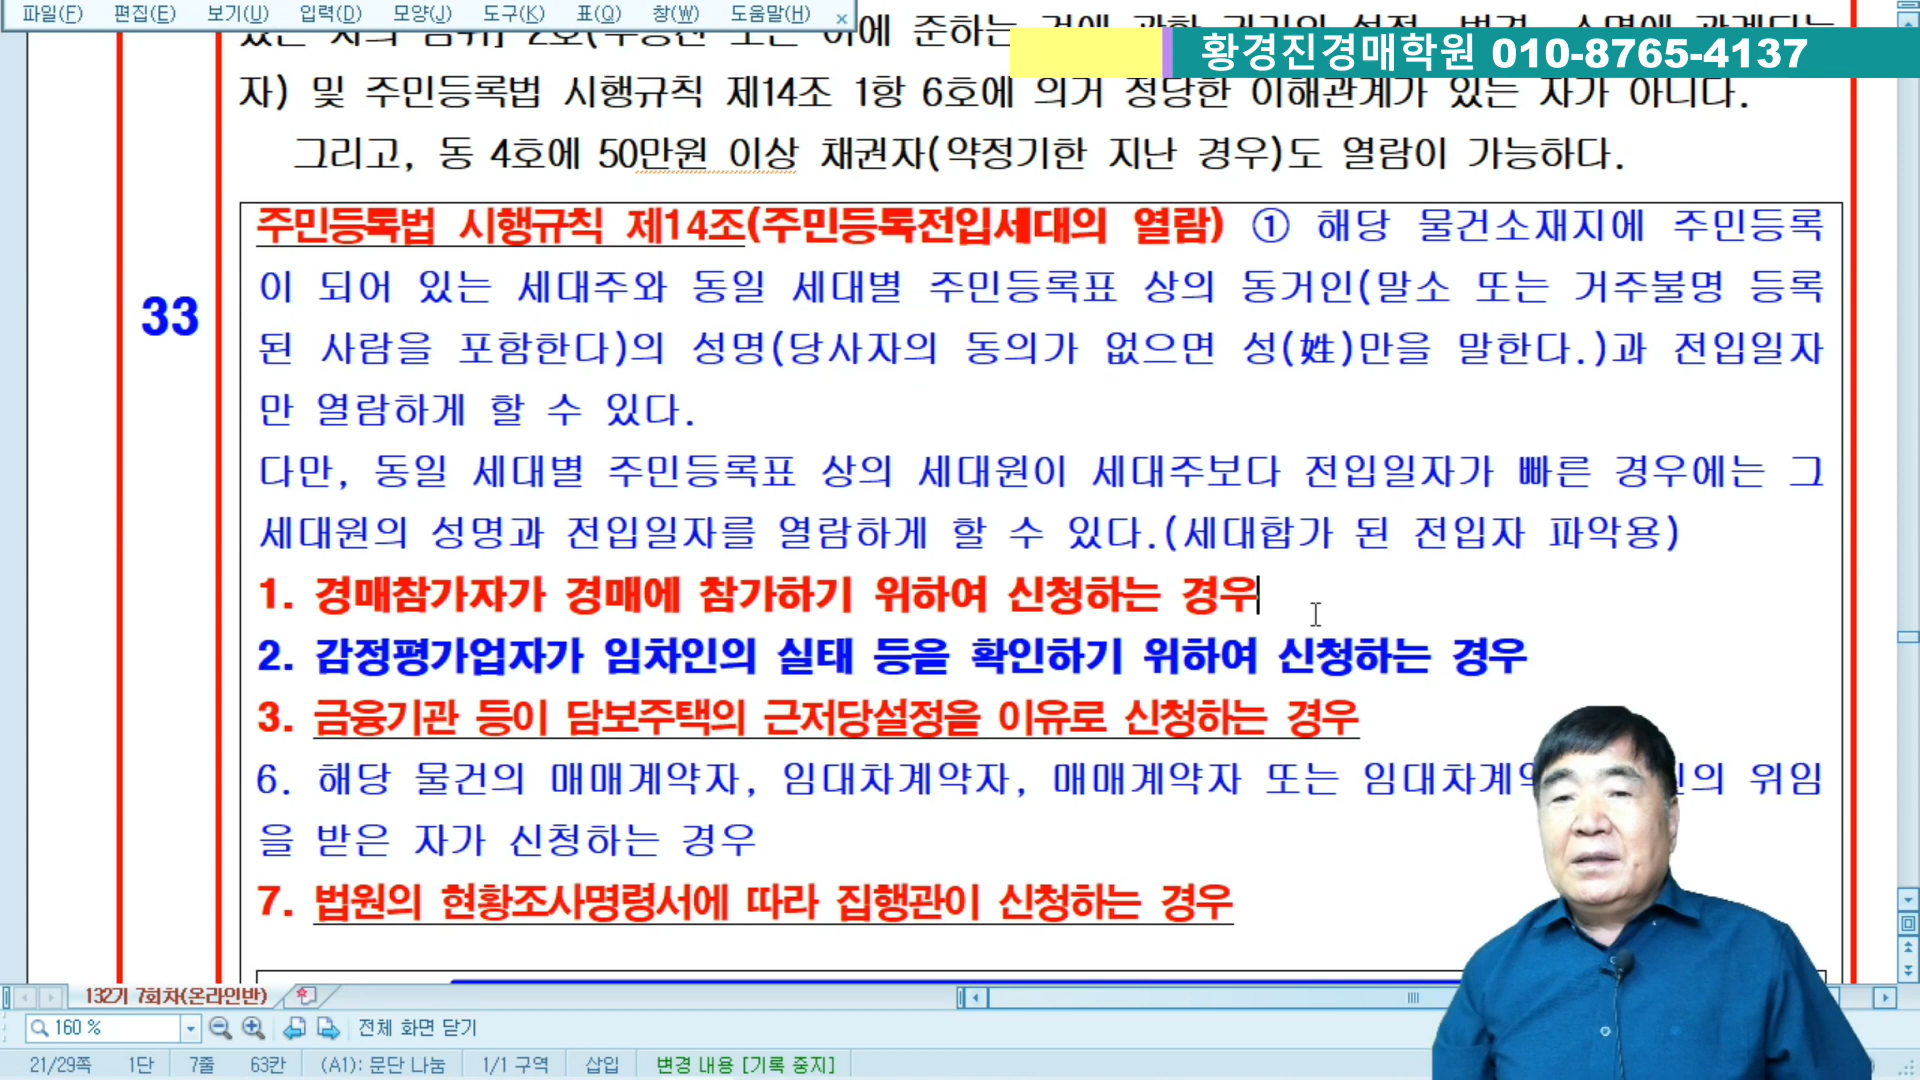 파일(F) 편집(E) 보기(U) 입력(D) 모양(J) 도구(K) 표(Q) 창(W) 도움말(H) ×
황경진경매학원 010-8765-4137
자) 및 주민등록법 시행규칙 제14조 1항 6호에 의거 정당한 이해관계가 있는 자가 아니다.
그리고, 동 4호에 50만원 이상 채권자(약정기한 지난 경우)도 열람이 가능하다.
33
주민등록법 시행규칙 제14조(주민등록전입세대의 열람) ① 해당 물건소재지에 주민등록
이 되어 있는 세대주와 동일 세대별 주민등록표 상의 동거인(말소 또는 거주불명 등록
된 사람을 포함한다)의 성명(당사자의 동의가 없으면 성(姓)만을 말한다.)과 전입일자
만 열람하게 할 수 있다.
다만, 동일 세대별 주민등록표 상의 세대원이 세대주보다 전입일자가 빠른 경우에는 그
세대원의 성명과 전입일자를 열람하게 할 수 있다.(세대합가 된 전입자 파악용)
1. 경매참가자가 경매에 참가하기 위하여 신청하는 경우
2. 감정평가업자가 임차인의 실태 등을 확인하기 위하여 신청하는 경우
3. 금융기관 등이 담보주택의 근저당설정을 이유로 신청하는 경우
6. 해당 물건의 매매계약자, 임대차계약자, 매매계약자 또는 임대차계 의 위임
을 받은 자가 신청하는 경우
7. 법원의 현황조사명령서에 따라 집행관이 신청하는 경우
132기 7회차(온라인반)
160 % 전체 화면 닫기
21/29쪽 1단 7줄 63칸 (A1): 문단 나눔 1/1 구역 삽입 변경 내용 [기록 중지]